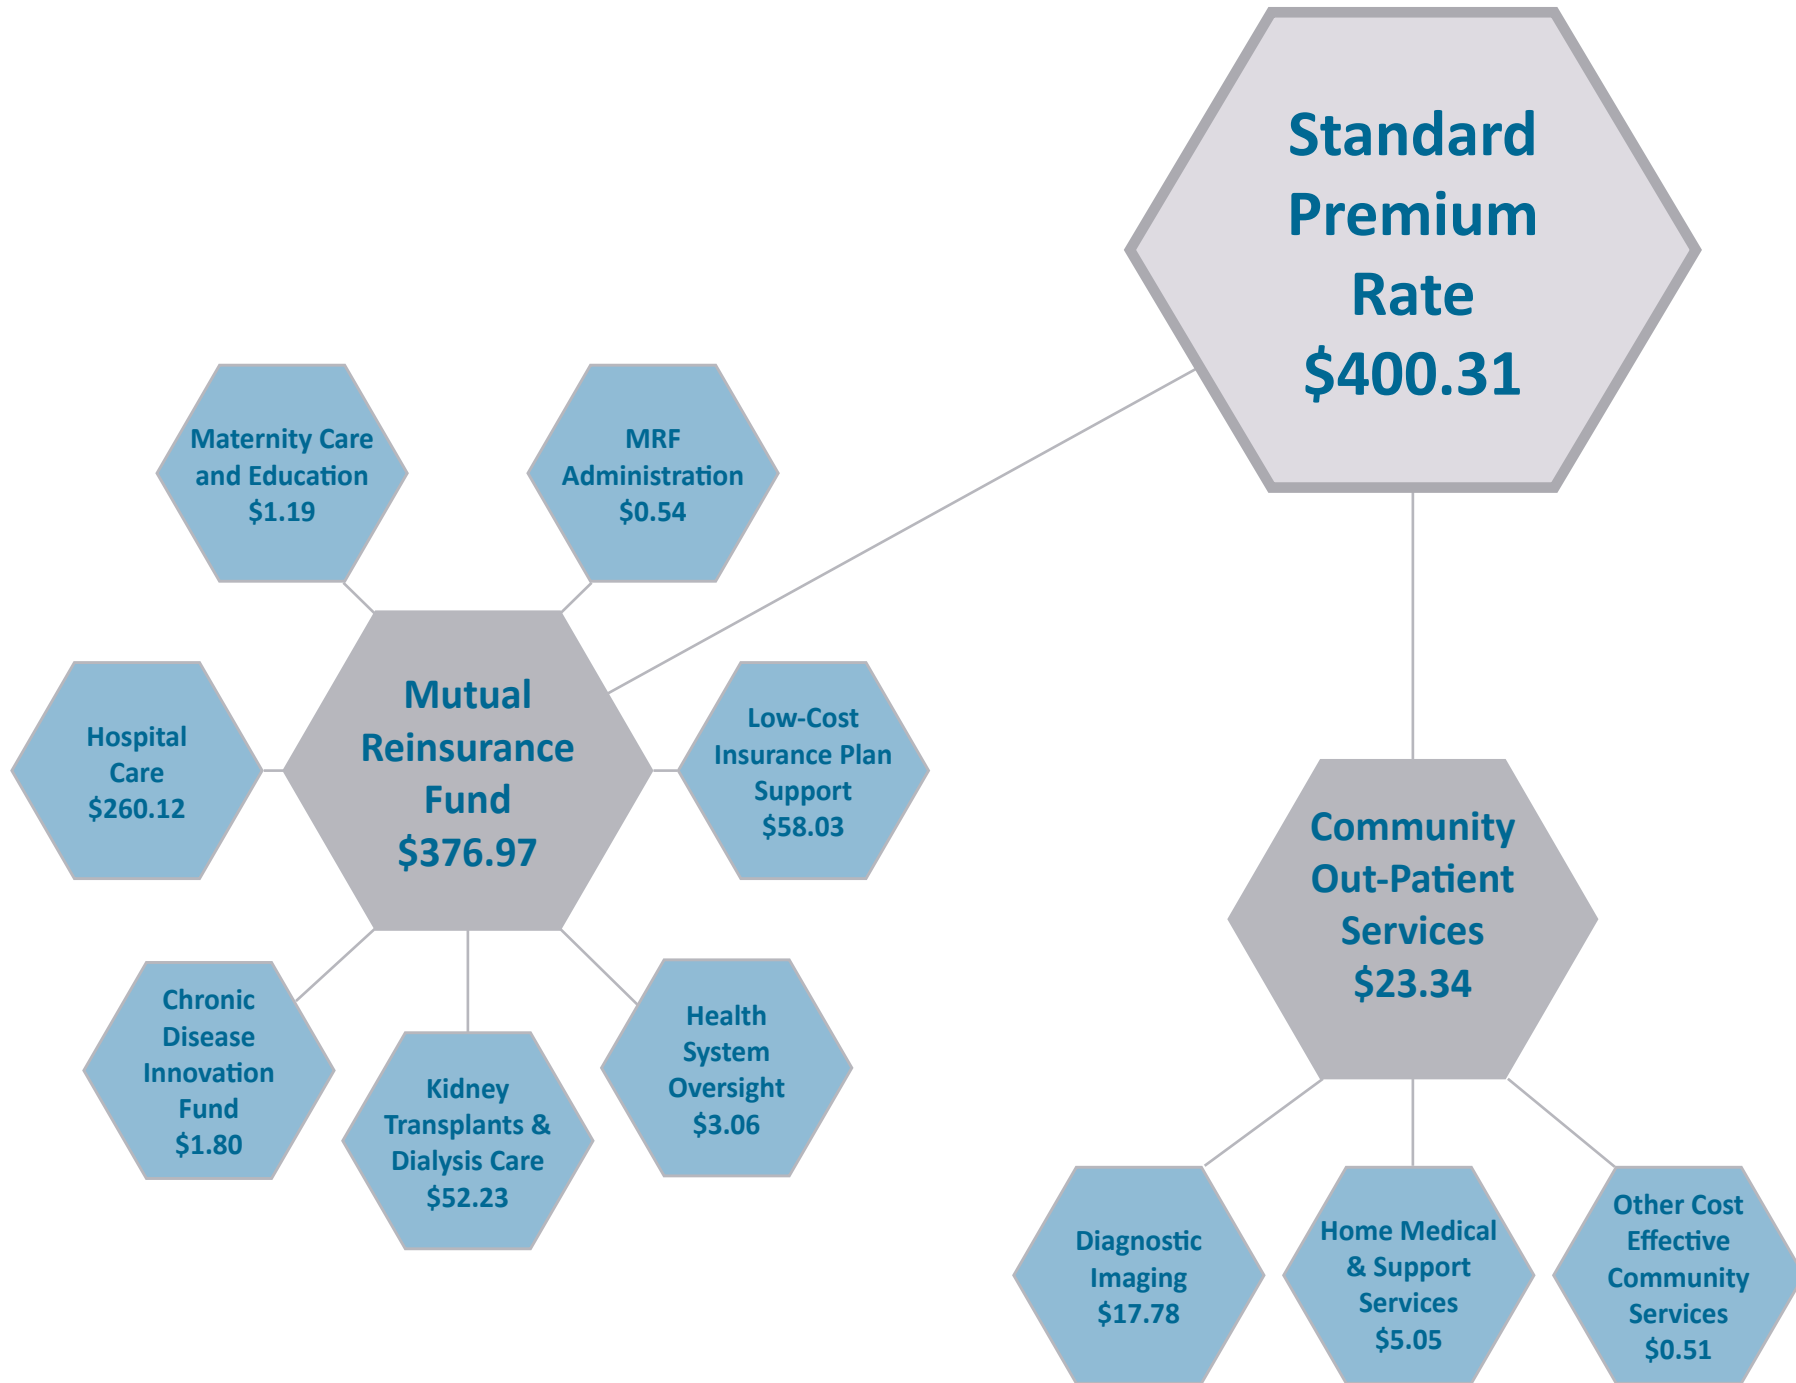 Standard
Premium
Rate
$400.31
Maternity Care
and Education
$1.19
MRF
Administration
$0.54
Mutual
Reinsurance
Fund
$376.97
Hospital
Care
$260.12
Low-Cost
Insurance Plan
Support
$58.03
Chronic
Disease
Innovation
Fund
$1.80
Kidney
Transplants &
Dialysis Care
$52.23
Health
System
Oversight
$3.06
Community
Out-Patient
Services
$23.34
Diagnostic
Imaging
$17.78
Home Medical
& Support
Services
$5.05
Other Cost
Effective
Community
Services
$0.51